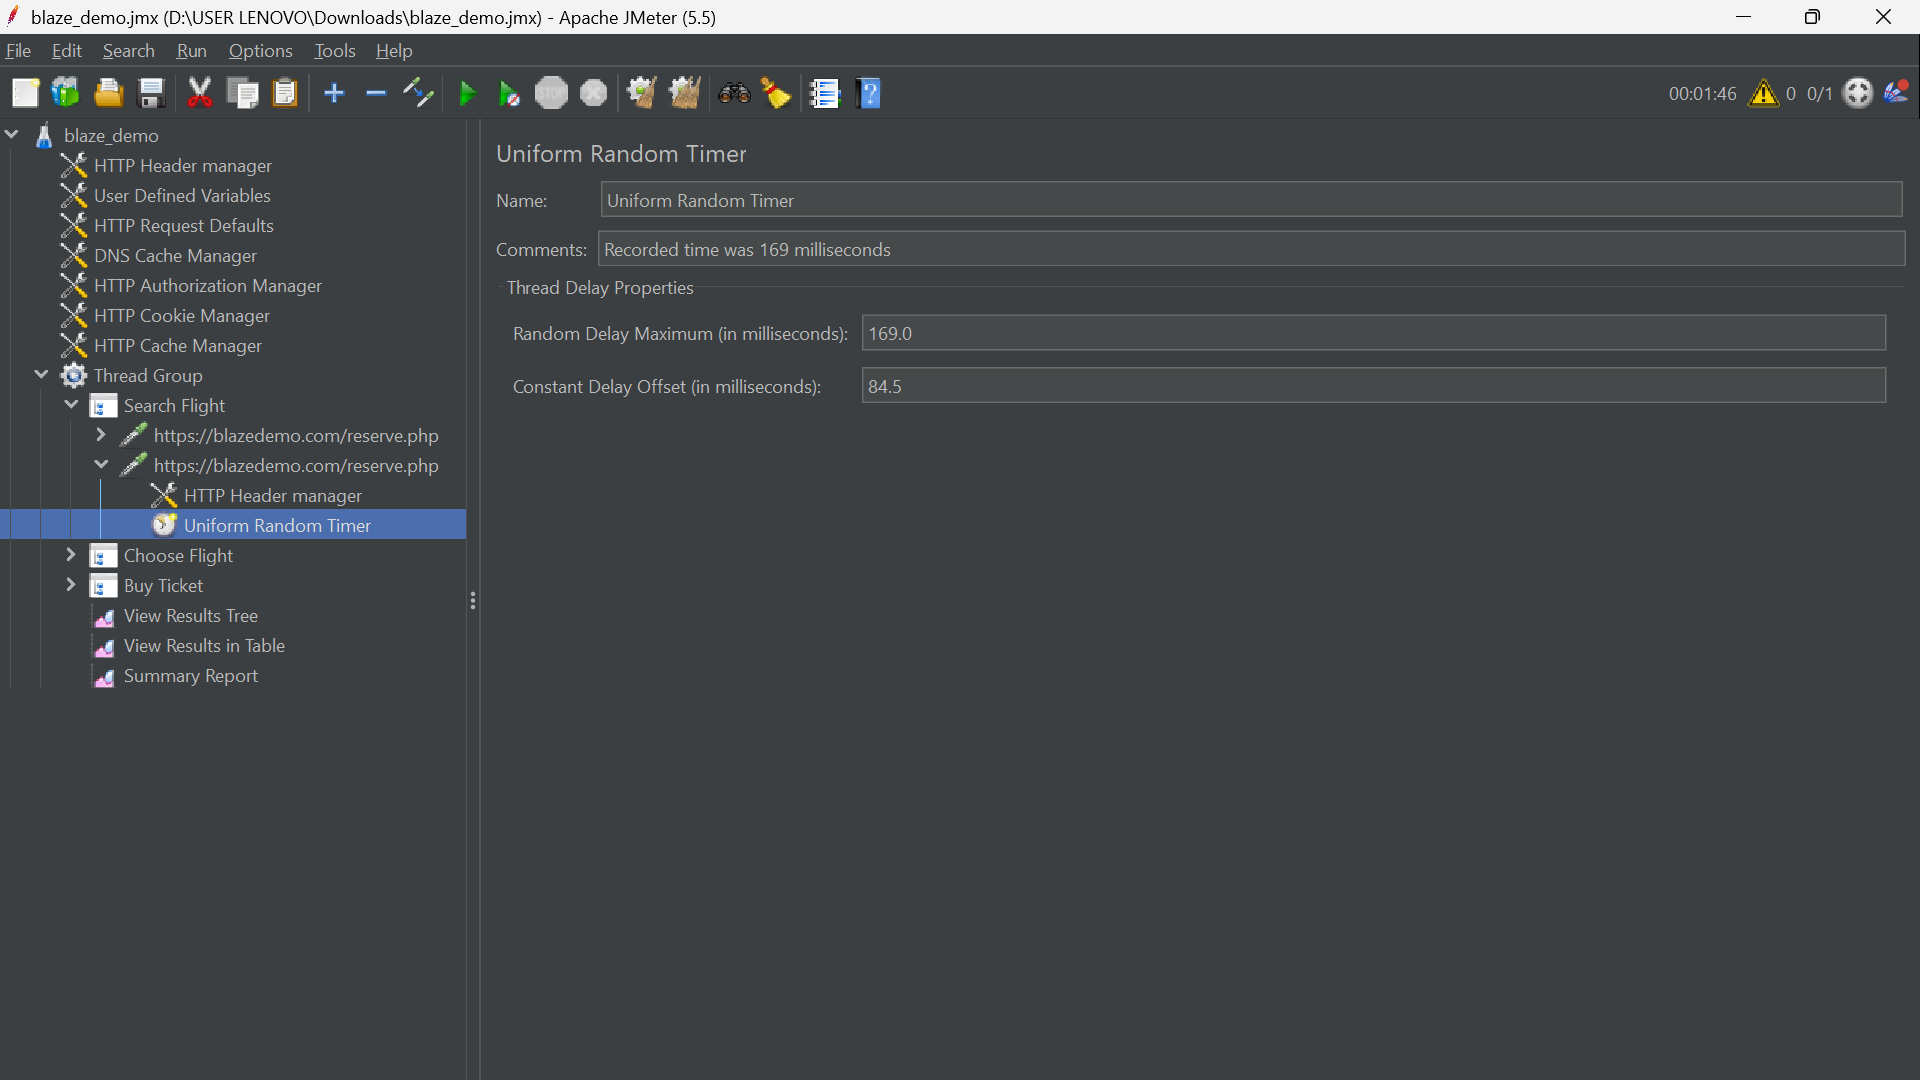 blaze_demo.jmx (D:\USER LENOVO\Downloads\blaze_demo.jmx) - Apache JMeter (5.5)
File Edit Search Run Options Tools Help
STOP
00:01:46 0 0/1
blaze_demo
HTTP Header manager
User Defined Variables
HTTP Request Defaults
DNS Cache Manager
HTTP Authorization Manager
HTTP Cookie Manager
HTTP Cache Manager
Thread Group
Search Flight
https://blazedemo.com/reserve.php
https://blazedemo.com/reserve.php
HTTP Header manager
Uniform Random Timer
Choose Flight
Buy Ticket
View Results Tree
View Results in Table
Summary Report
Uniform Random Timer
Name: Uniform Random Timer
Comments: Recorded time was 169 milliseconds
Thread Delay Properties
Random Delay Maximum (in milliseconds): 169.0
Constant Delay Offset (in milliseconds): 84.5